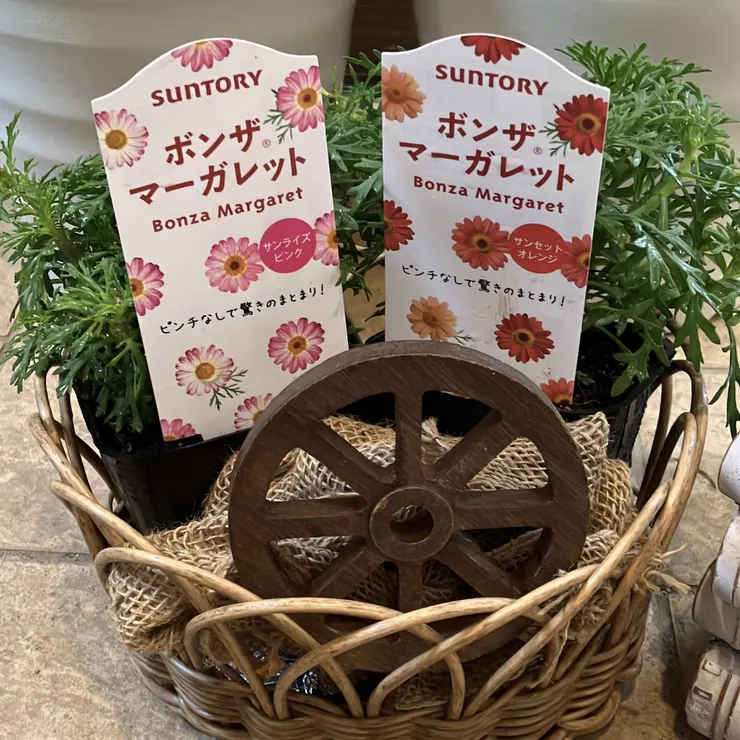 SUNTORY
ボンザ®
マーガレット
Bonza Margaret
サンライズ
ピンク
ピンチなしで驚きのまとまり!
SUNTORY
ボンザ®
マーガレット
Bonza Margaret
サンセット
オレンジ
ピンチなしで驚きのまとまり!